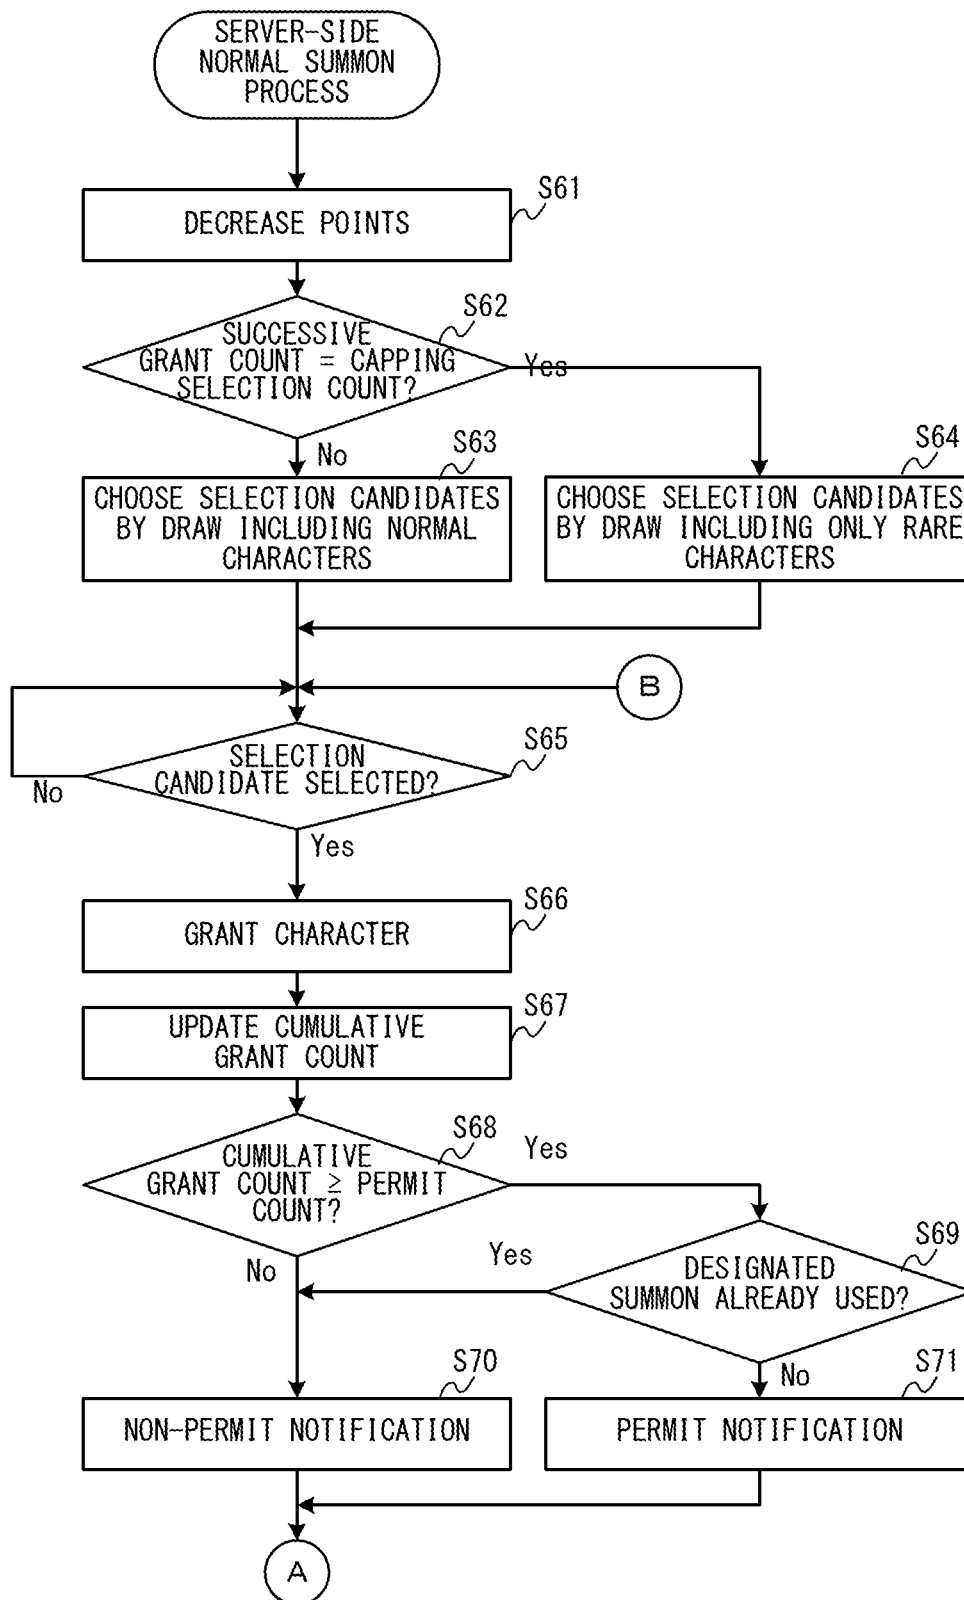 SERVER-SIDE
NORMAL SUMMON
PROCESS
S61
DECREASE POINTS
S62
SUCCESSIVE
GRANT COUNT = CAPPING
SELECTION COUNT?
Yes
No
S63
CHOOSE SELECTION CANDIDATES
BY DRAW INCLUDING NORMAL
CHARACTERS
S64
CHOOSE SELECTION CANDIDATES
BY DRAW INCLUDING ONLY RARE
CHARACTERS
B
S65
SELECTION
CANDIDATE SELECTED?
No
Yes
S66
GRANT CHARACTER
S67
UPDATE CUMULATIVE
GRANT COUNT
S68
CUMULATIVE
GRANT COUNT ≥ PERMIT
COUNT?
Yes
No
S69
DESIGNATED
SUMMON ALREADY USED?
Yes
No
S70
NON-PERMIT NOTIFICATION
S71
PERMIT NOTIFICATION
A